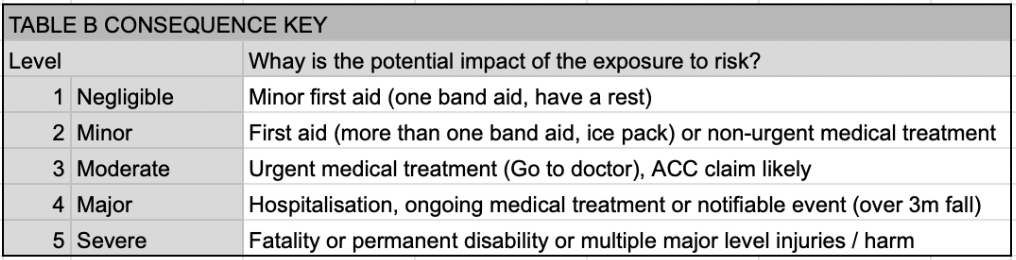 TABLE B CONSEQUENCE KEY
Level Whay is the potential impact of the exposure to risk?
1 Negligible Minor first aid (one band aid, have a rest)
2 Minor First aid (more than one band aid, ice pack) or non-urgent medical treatment
3 Moderate Urgent medical treatment (Go to doctor), ACC claim likely
4 Major Hospitalisation, ongoing medical treatment or notifiable event (over 3m fall)
5 Severe Fatality or permanent disability or multiple major level injuries / harm